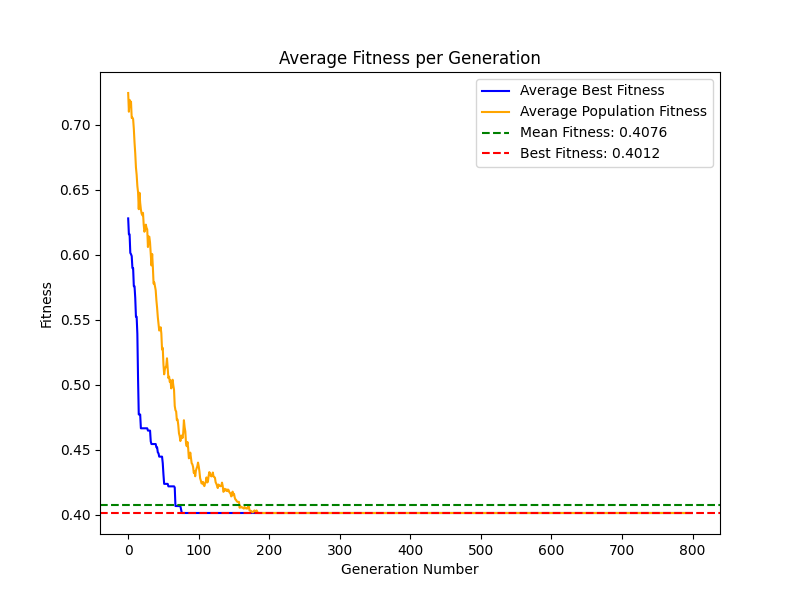 Average Fitness per Generation
Average Best Fitness
Average Population Fitness
Mean Fitness: 0.4076
Best Fitness: 0.4012
Fitness
0.70
0.65
0.60
0.55
0.50
0.45
0.40
0 100 200 300 400 500 600 700 800
Generation Number